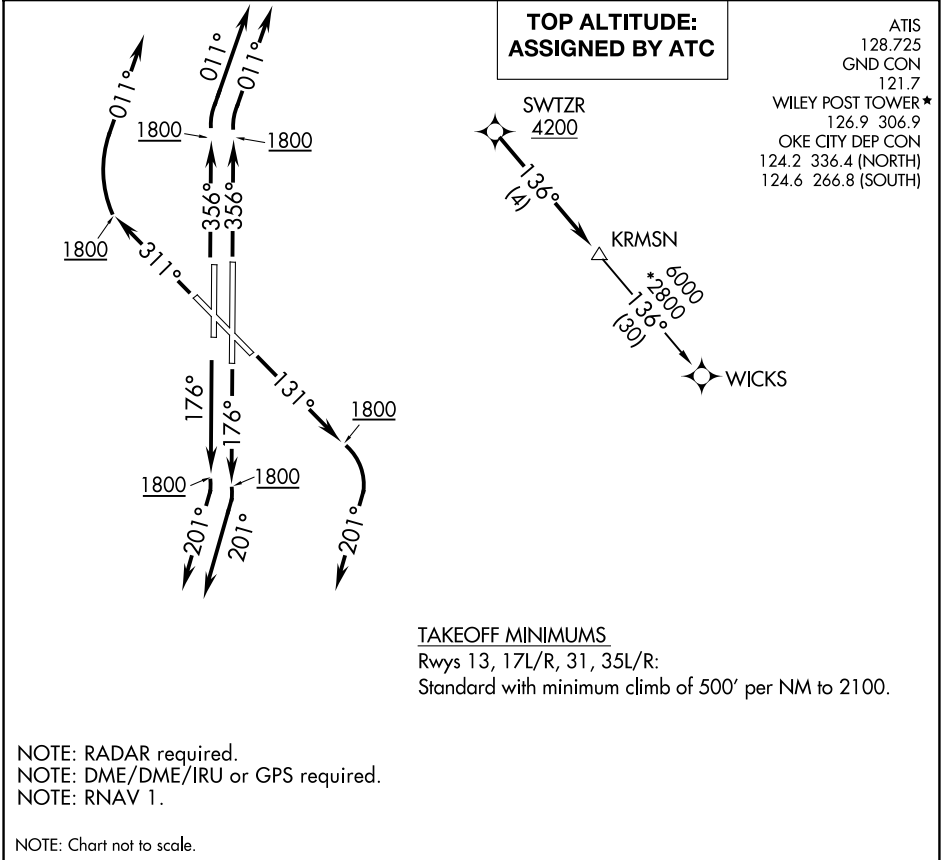 TOP ALTITUDE:
ASSIGNED BY ATC
ATIS
128.725
GND CON
121.7
WILEY POST TOWER★
126.9 306.9
OKE CITY DEP CON
124.2 336.4 (NORTH)
124.6 266.8 (SOUTH)
011°
011°
011°
1800
1800
1800
356°
356°
311°
131°
1800
176°
176°
1800
1800
201°
201°
201°
SWTZR
4200
136°
(4)
KRMSN
6000
*2800
136°
(30)
WICKS
TAKEOFF MINIMUMS
Rwys 13, 17L/R, 31, 35L/R:
Standard with minimum climb of 500' per NM to 2100.
NOTE: RADAR required.
NOTE: DME/DME/IRU or GPS required.
NOTE: RNAV 1.
NOTE: Chart not to scale.